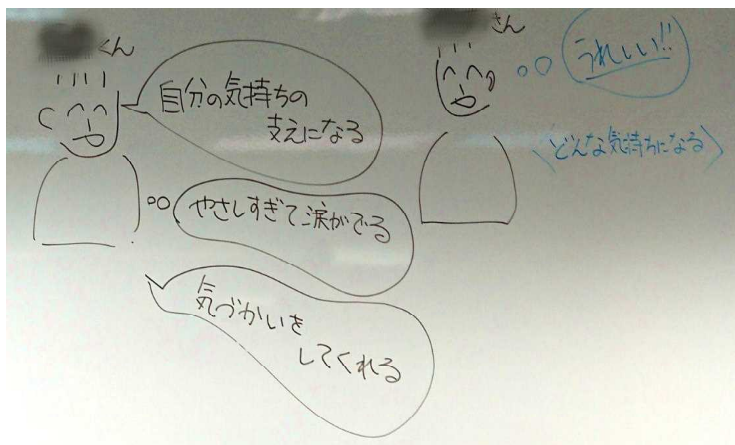 くん
自分の気持ちの
支えになる
やさしすぎて涙がでる
気づかいを
してくれる
さん
うれしい!!
どんな気持ちになる